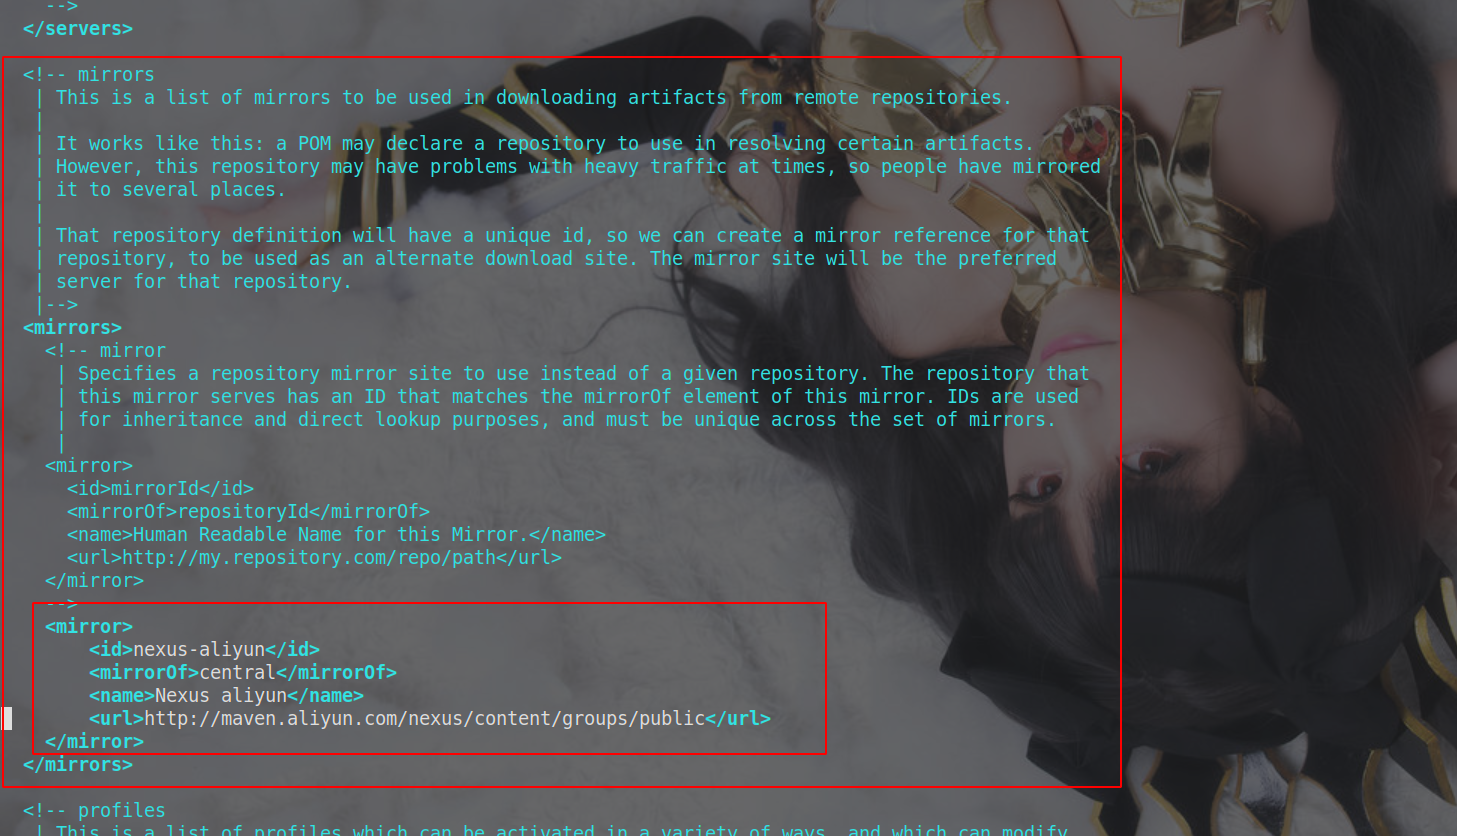 -->
</servers>
<!-- mirrors
| This is a list of mirrors to be used in downloading artifacts from remote repositories.
|
| It works like this: a POM may declare a repository to use in resolving certain artifacts.
| However, this repository may have problems with heavy traffic at times, so people have mirrored
| it to several places.
|
| That repository definition will have a unique id, so we can create a mirror reference for that
| repository, to be used as an alternate download site. The mirror site will be the preferred
| server for that repository.
|-->
<mirrors>
<!-- mirror
| Specifies a repository mirror site to use instead of a given repository. The repository that
| this mirror serves has an ID that matches the mirrorOf element of this mirror. IDs are used
| for inheritance and direct lookup purposes, and must be unique across the set of mirrors.
|
<mirror>
<id>mirrorId</id>
<mirrorOf>repositoryId</mirrorOf>
<name>Human Readable Name for this Mirror.</name>
<url>http://my.repository.com/repo/path</url>
</mirror>
-->
<mirror>
<id>nexus-aliyun</id>
<mirrorOf>central</mirrorOf>
<name>Nexus aliyun</name>
<url>http://maven.aliyun.com/nexus/content/groups/public</url>
</mirror>
</mirrors>
<!-- profiles
| This is a list of profiles which can be activated in a variety of ways, and which can modify